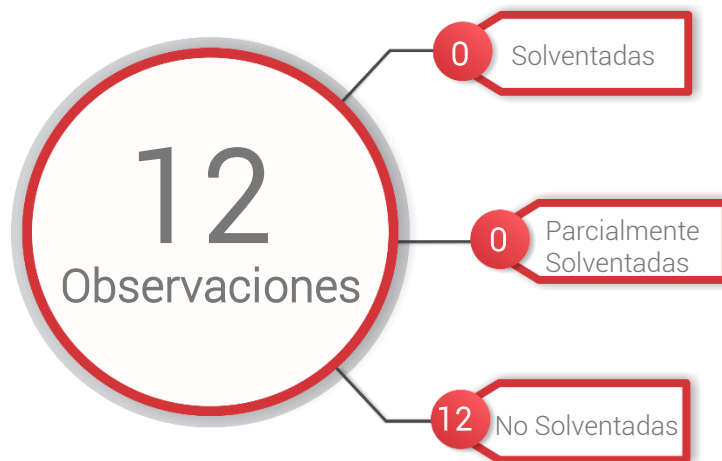 12
Observaciones
0
Solventadas
0
Parcialmente
Solventadas
12
No Solventadas